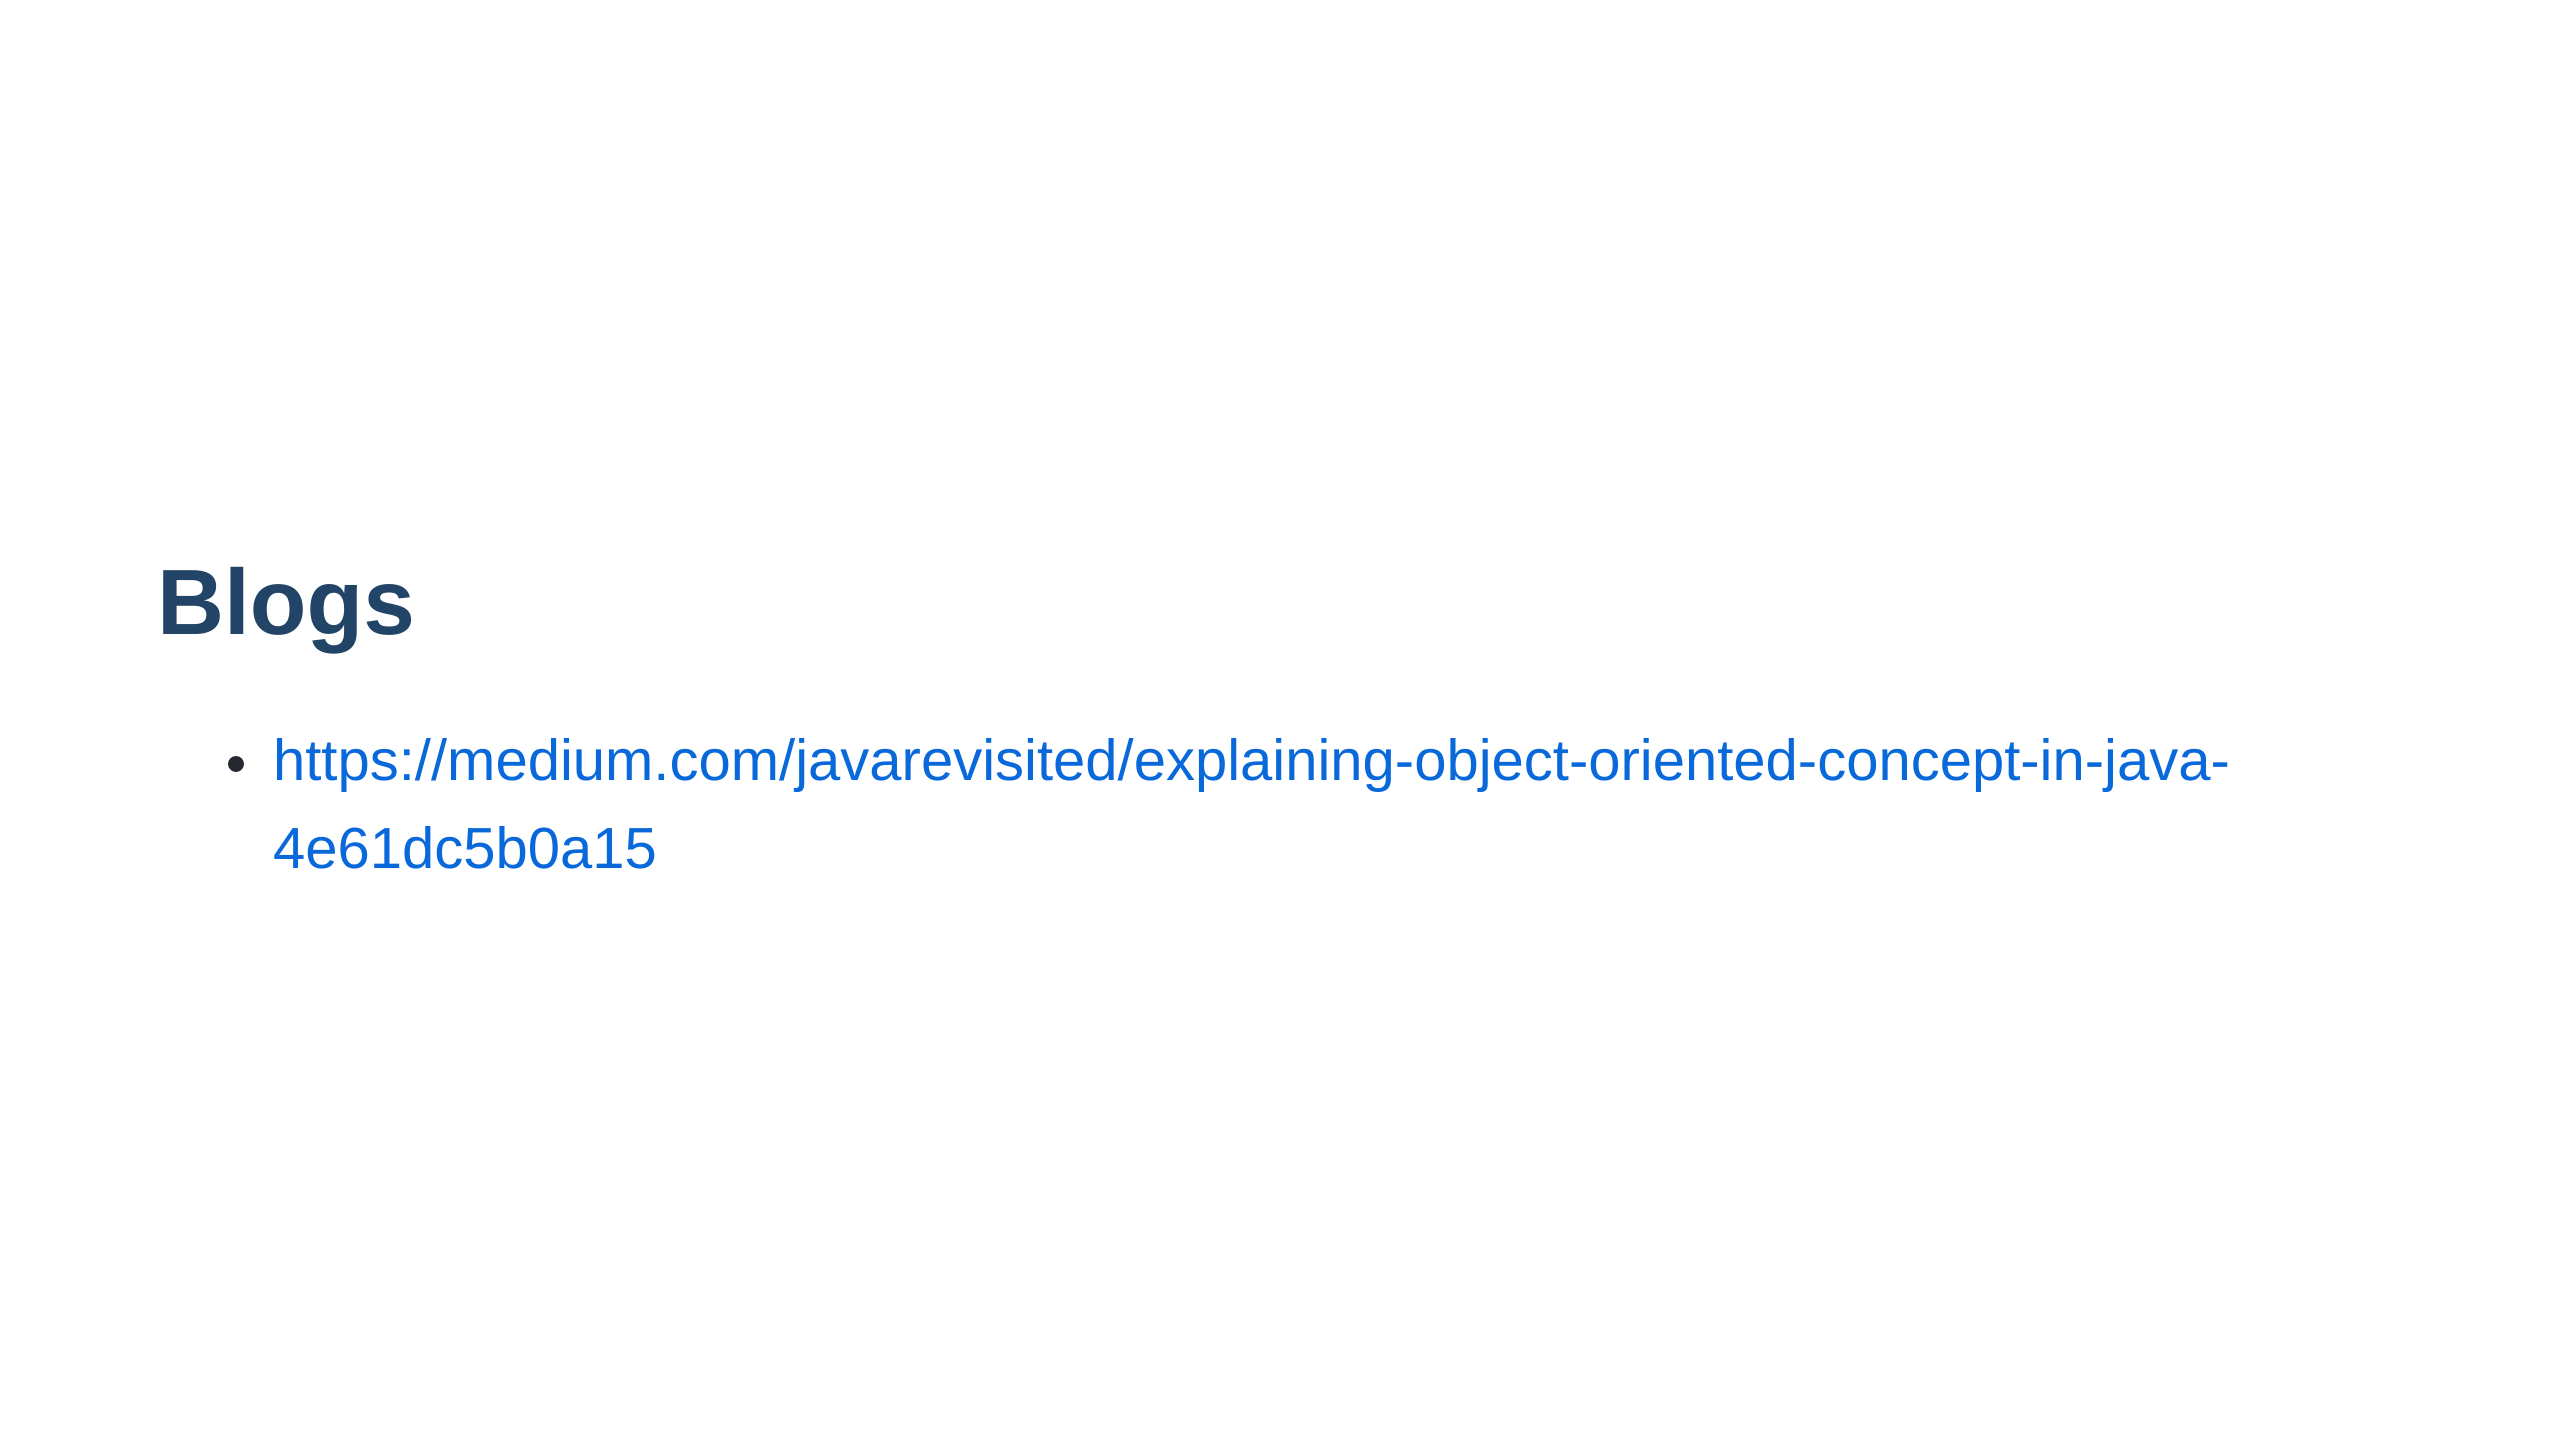 Blogs
• https://medium.com/javarevisited/explaining-object-oriented-concept-in-java-
4e61dc5b0a15